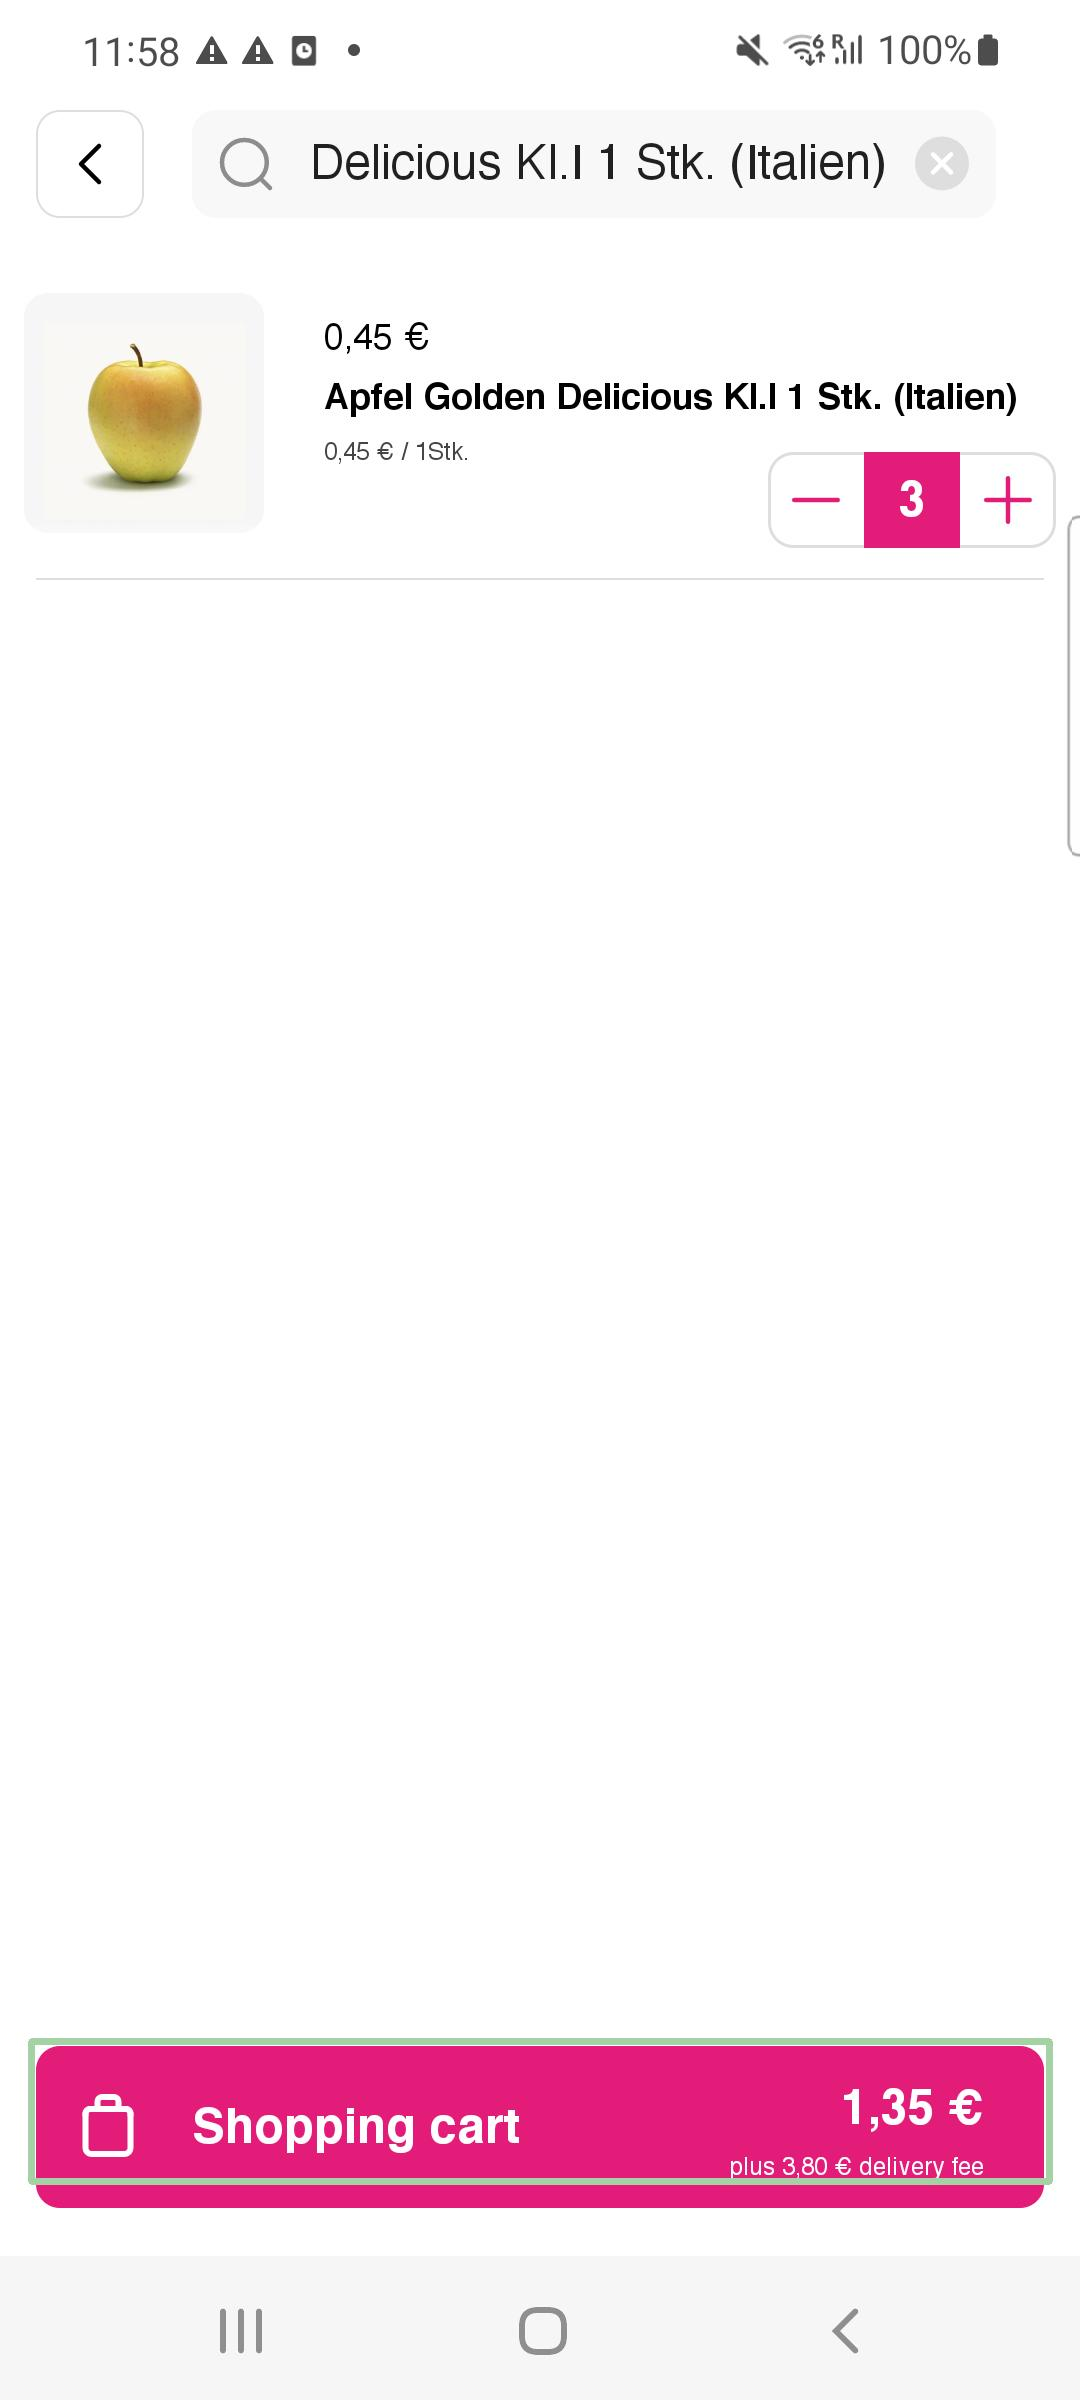 11:58
100%
Delicious Kl.I 1 Stk. (Italien)
0,45 €
Apfel Golden Delicious Kl.I 1 Stk. (Italien)
0,45 € / 1Stk.
3
Shopping cart
1,35 €
plus 3,80 € delivery fee